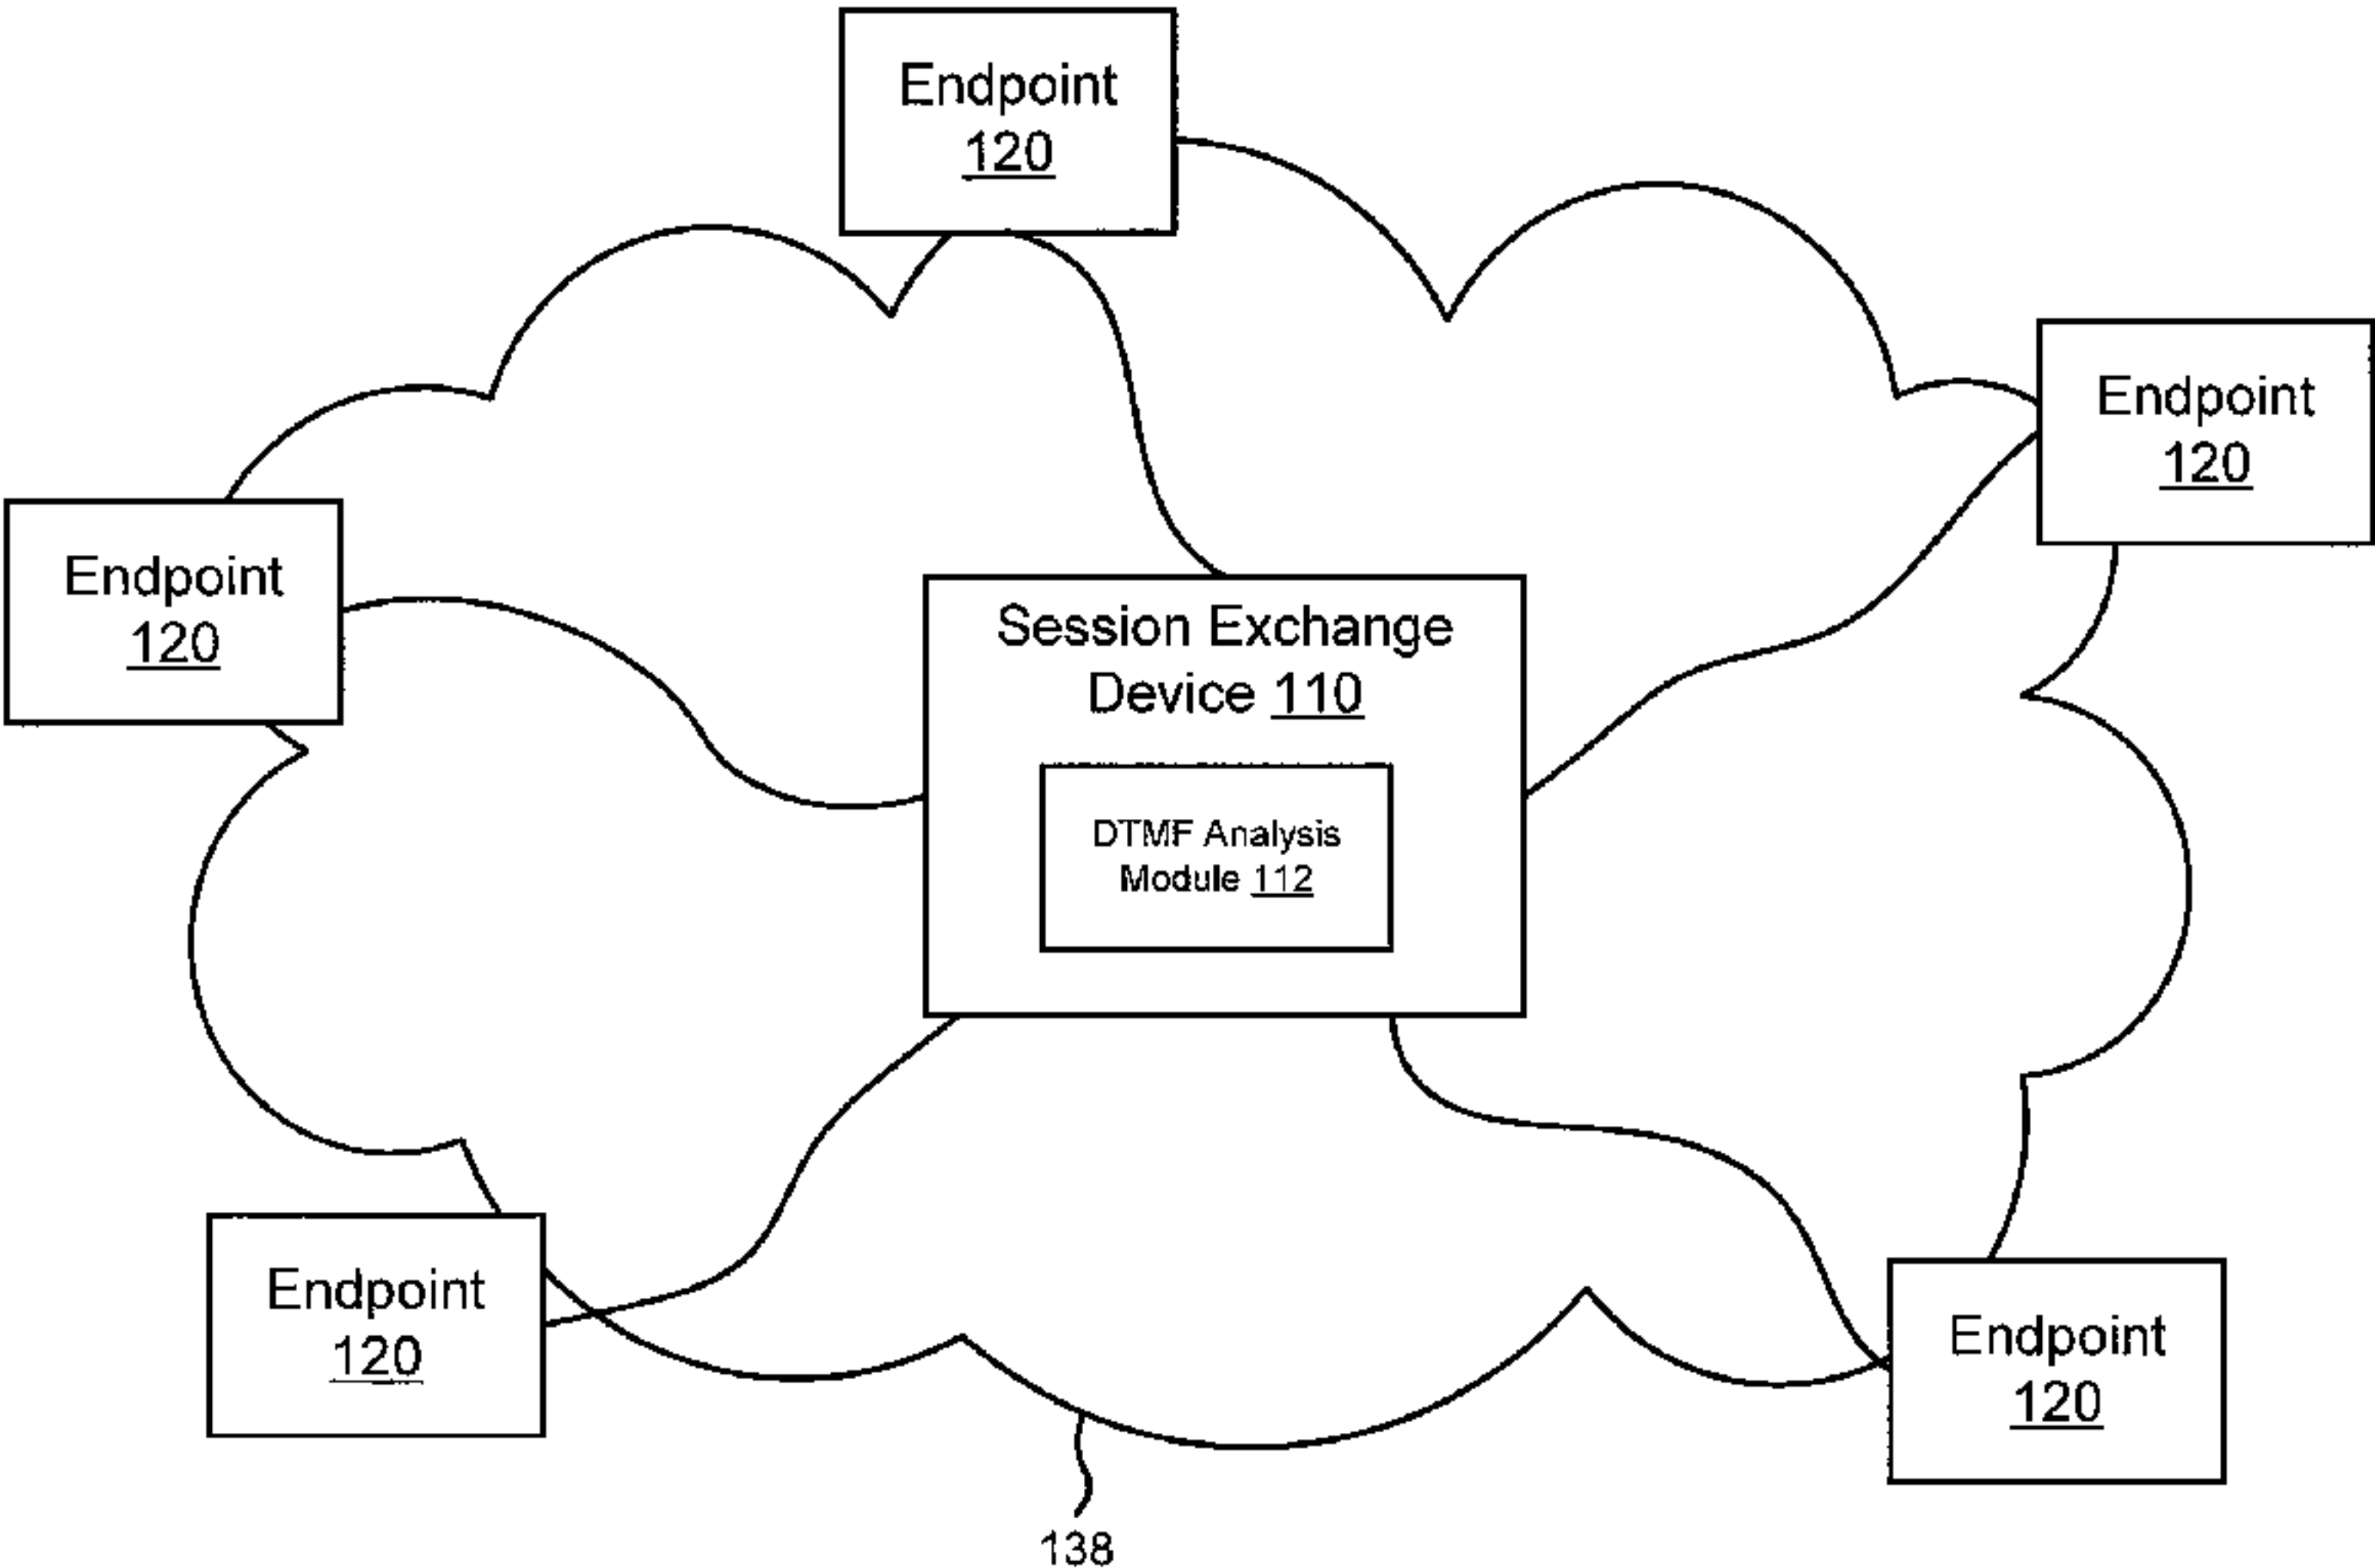 Endpoint
120
Endpoint
120
Endpoint
120
Session Exchange
Device 110
DTMF Analysis
Module 112
Endpoint
120
Endpoint
120
138